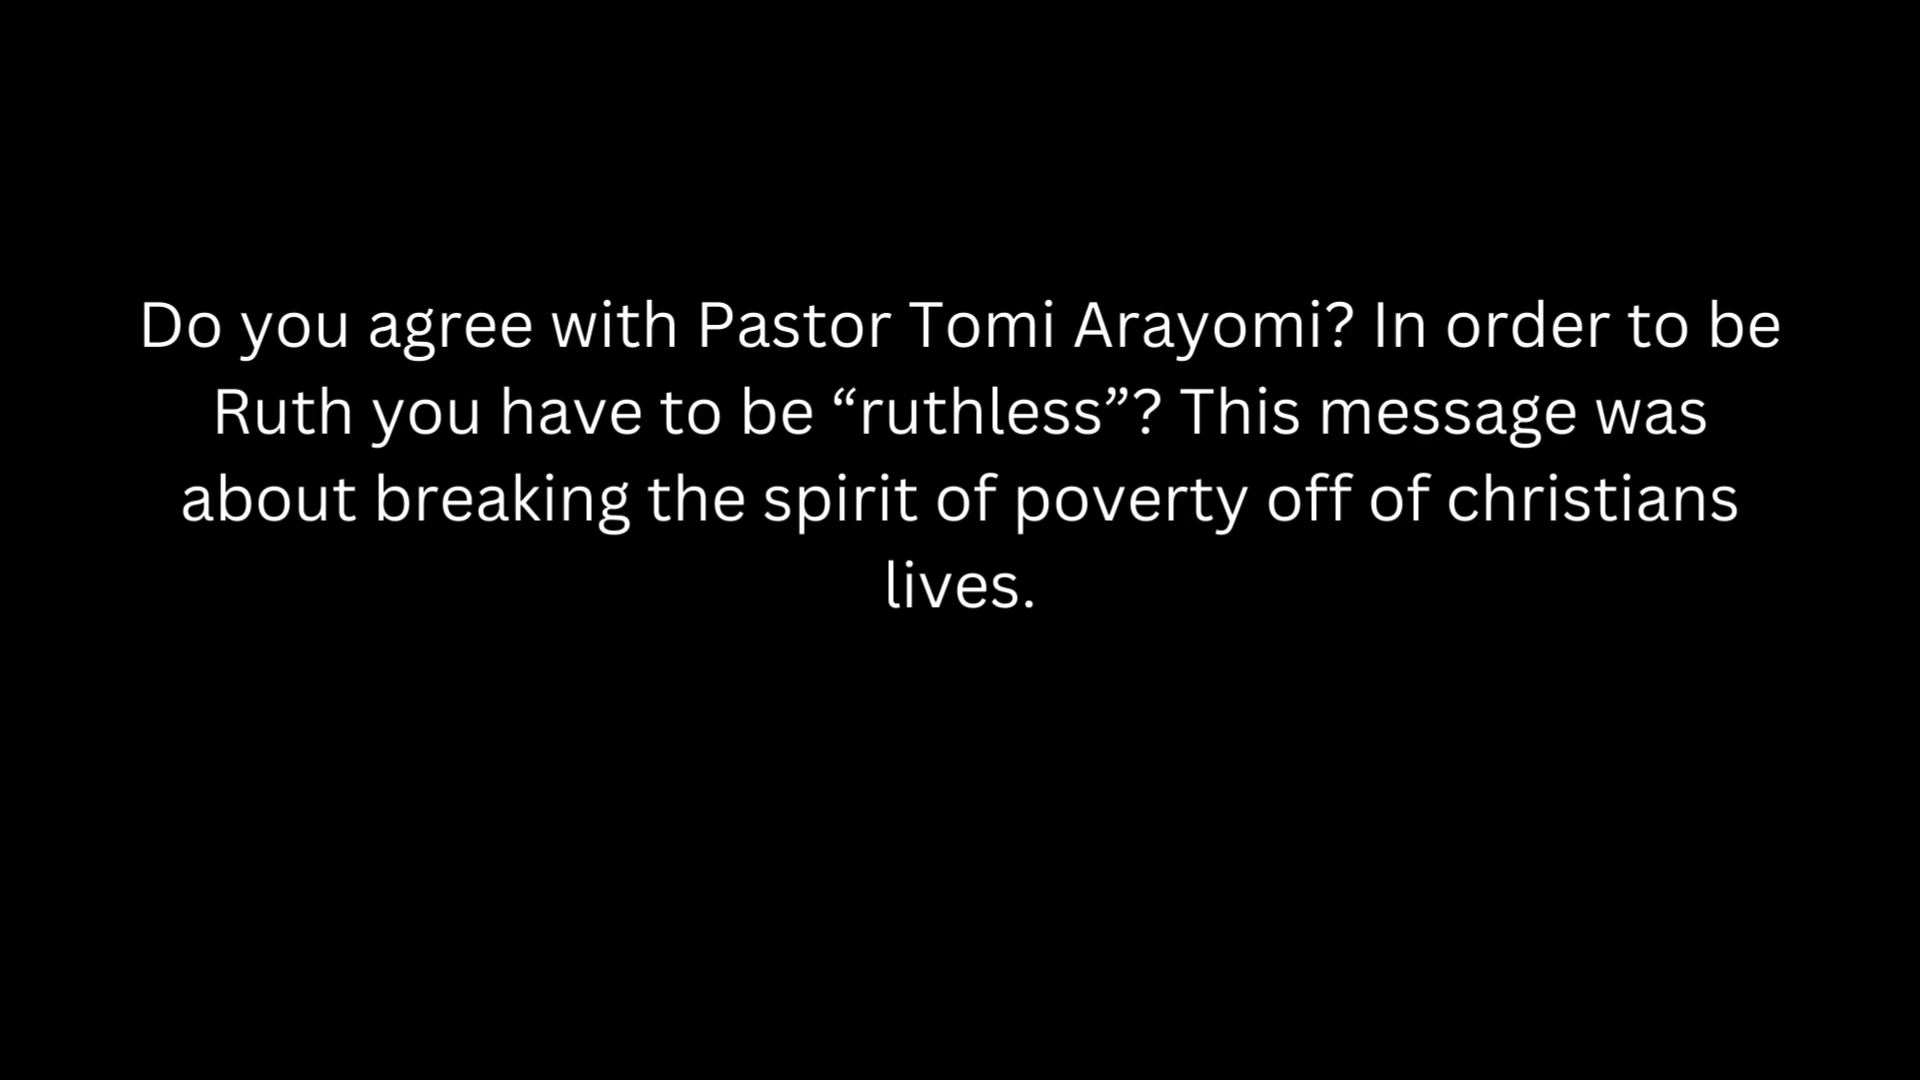 Do you agree with Pastor Tomi Arayomi? In order to be
Ruth you have to be “ruthless”? This message was
about breaking the spirit of poverty off of christians
lives.